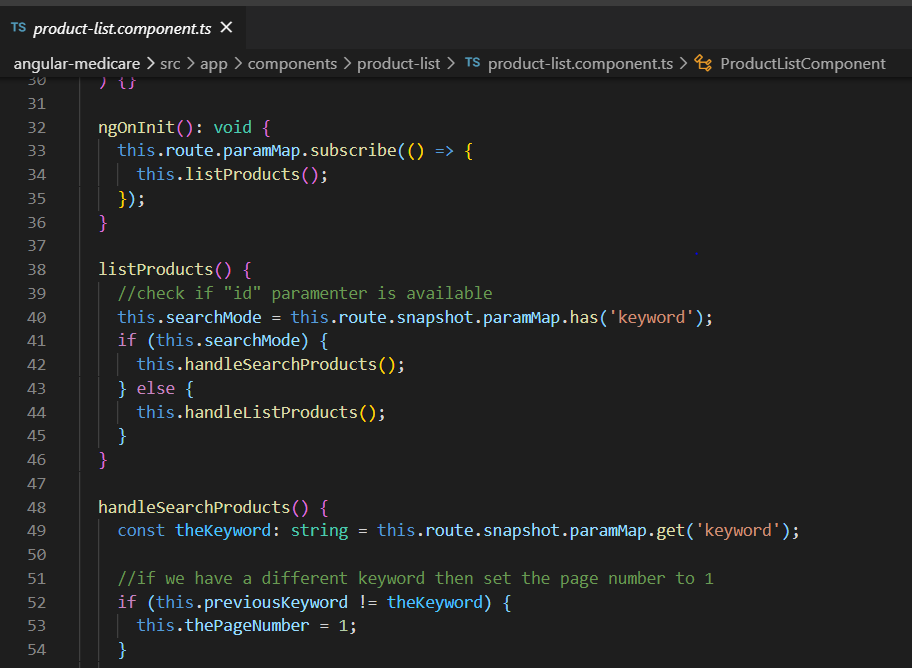 TS product-list.component.ts ×
angular-medicare > src > app > components > product-list > TS product-list.component.ts > ProductListComponent
30 ) {}
31
32 ngOnInit(): void {
33 this.route.paramMap.subscribe(() => {
34 this.listProducts();
35 });
36 }
37
38 listProducts() {
39 //check if "id" paramenter is available
40 this.searchMode = this.route.snapshot.paramMap.has('keyword');
41 if (this.searchMode) {
42 this.handleSearchProducts();
43 } else {
44 this.handleListProducts();
45 }
46 }
47
48 handleSearchProducts() {
49 const theKeyword: string = this.route.snapshot.paramMap.get('keyword');
50
51 //if we have a different keyword then set the page number to 1
52 if (this.previousKeyword != theKeyword) {
53 this.thePageNumber = 1;
54 }